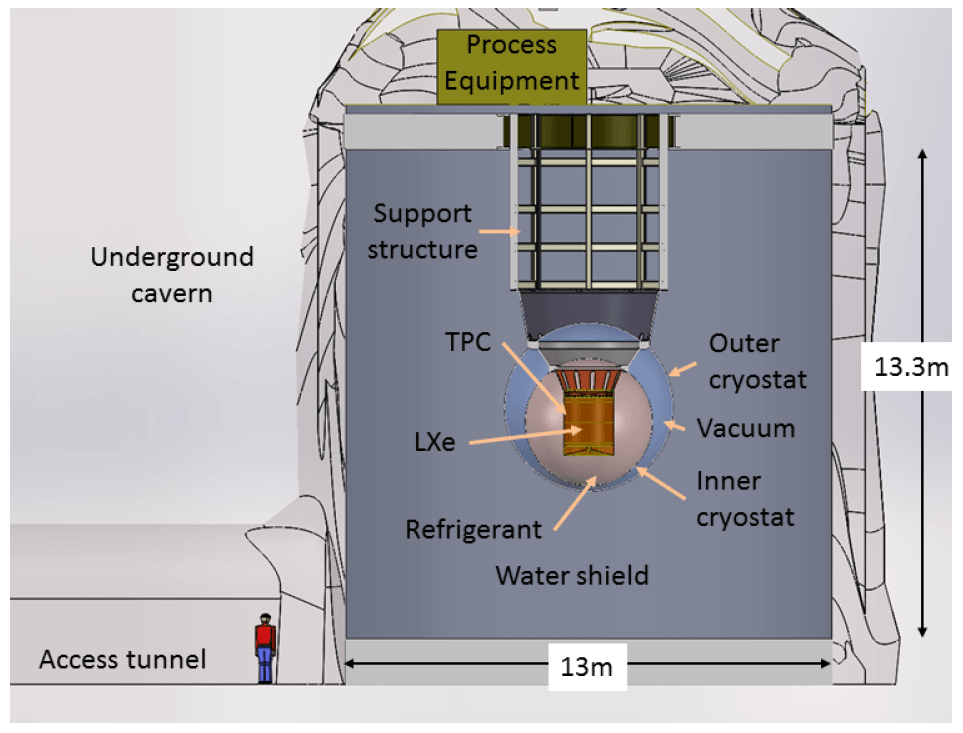 Process
Equipment
Support
structure
Underground
cavern
TPC
Outer
cryostat
13.3m
LXe
Vacuum
Inner
cryostat
Refrigerant
Water shield
Access tunnel
13m